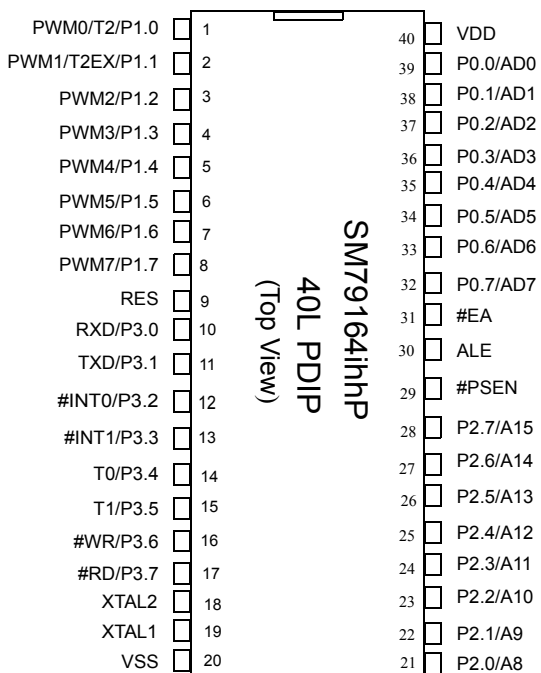 PWM0/T2/P1.0 1
PWM1/T2EX/P1.1 2
PWM2/P1.2 3
PWM3/P1.3 4
PWM4/P1.4 5
PWM5/P1.5 6
PWM6/P1.6 7
PWM7/P1.7 8
RES 9
RXD/P3.0 10
TXD/P3.1 11
#INT0/P3.2 12
#INT1/P3.3 13
T0/P3.4 14
T1/P3.5 15
#WR/P3.6 16
#RD/P3.7 17
XTAL2 18
XTAL1 19
VSS 20
SM79164ihhP
40L PDIP
(Top View)
40 VDD
39 P0.0/AD0
38 P0.1/AD1
37 P0.2/AD2
36 P0.3/AD3
35 P0.4/AD4
34 P0.5/AD5
33 P0.6/AD6
32 P0.7/AD7
31 #EA
30 ALE
29 #PSEN
28 P2.7/A15
27 P2.6/A14
26 P2.5/A13
25 P2.4/A12
24 P2.3/A11
23 P2.2/A10
22 P2.1/A9
21 P2.0/A8